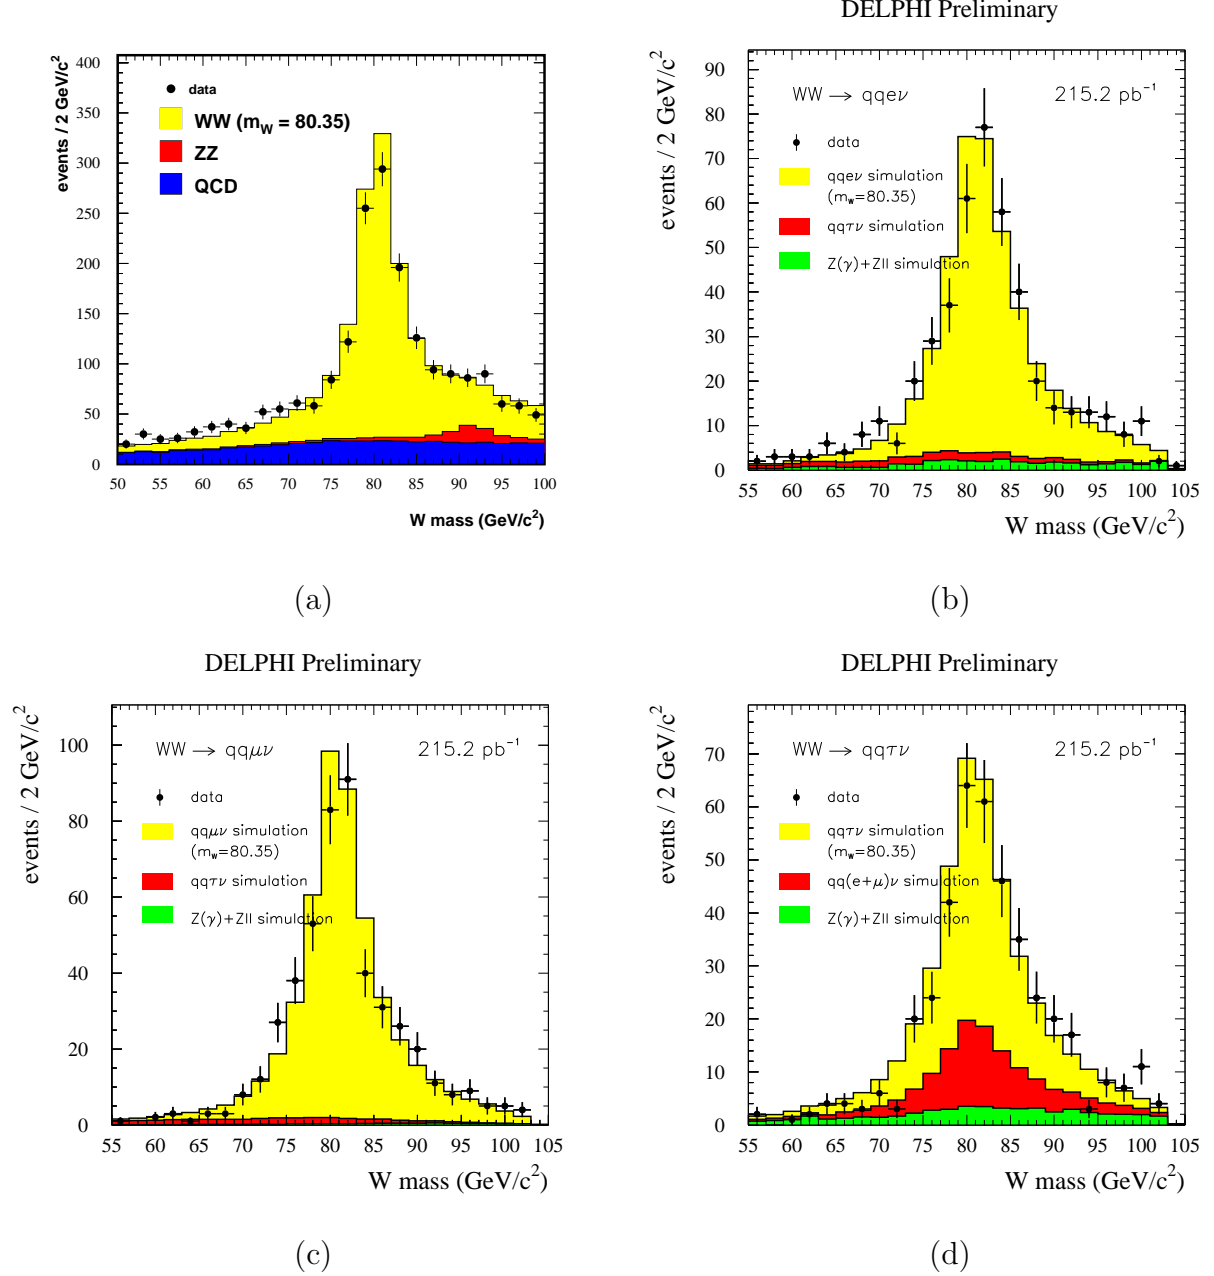 DELPHI Preliminary
events / 2 GeV/c²
400
350
300
250
200
150
100
50
0
data
WW (m_W = 80.35)
ZZ
QCD
50 55 60 65 70 75 80 85 90 95 100
W mass (GeV/c²)
(a)
events / 2 GeV/c²
90
80
70
60
50
40
30
20
10
0
WW → qqeν 215.2 pb⁻¹
data
qqeν simulation
(m_w=80.35)
qqτν simulation
Z(γ)+ZII simulation
55 60 65 70 75 80 85 90 95 100 105
W mass (GeV/c²)
(b)
DELPHI Preliminary
events / 2 GeV/c²
100
80
60
40
20
0
WW → qqμν 215.2 pb⁻¹
data
qqμν simulation
(m_w=80.35)
qqτν simulation
Z(γ)+ZII simulation
55 60 65 70 75 80 85 90 95 100 105
W mass (GeV/c²)
(c)
DELPHI Preliminary
events / 2 GeV/c²
70
60
50
40
30
20
10
0
WW → qqτν 215.2 pb⁻¹
data
qqτν simulation
(m_w=80.35)
qq(e+μ)ν simulation
Z(γ)+ZII simulation
55 60 65 70 75 80 85 90 95 100 105
W mass (GeV/c²)
(d)